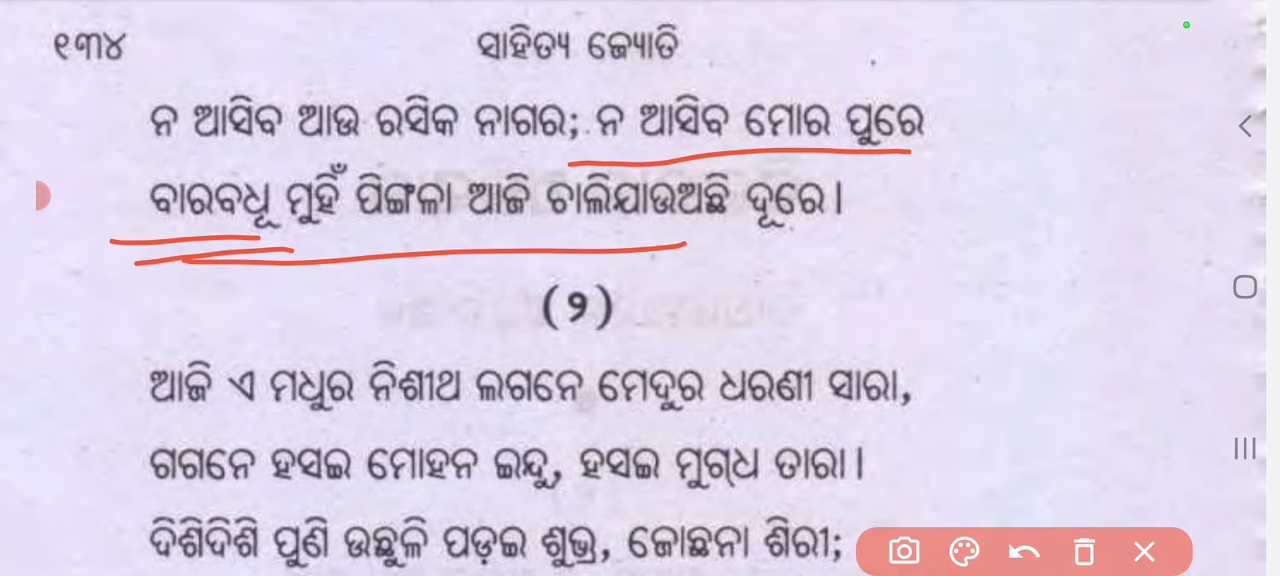 ୧୩୪ ସାହିତ୍ୟ ଜ୍ୟୋତି
ନ ଆସିବ ଆଉ ରସିକ ନାଗର; ନ ଆସିବ ମୋର ପୁରେ
ବାରବଧୂ ମୁହିଁ ପିଙ୍ଗଳା ଆଜି ଚାଲିଯାଉଅଛି ଦୂରେ।
(୨)
ଆଜି ଏ ମଧୁର ନିଶୀଥ ଲଗନେ ମେଦୁର ଧରଣୀ ସାରା,
ଗଗନେ ହସଇ ମୋହନ ଇନ୍ଦୁ, ହସଇ ମୁଗ୍‌ଧ ତାରା।
ଦିଶିଦିଶି ପୁଣି ଉଛୁଳି ପଡ଼ଇ ଶୁଭ୍ର, ଜୋଛନା ଶିରୀ;